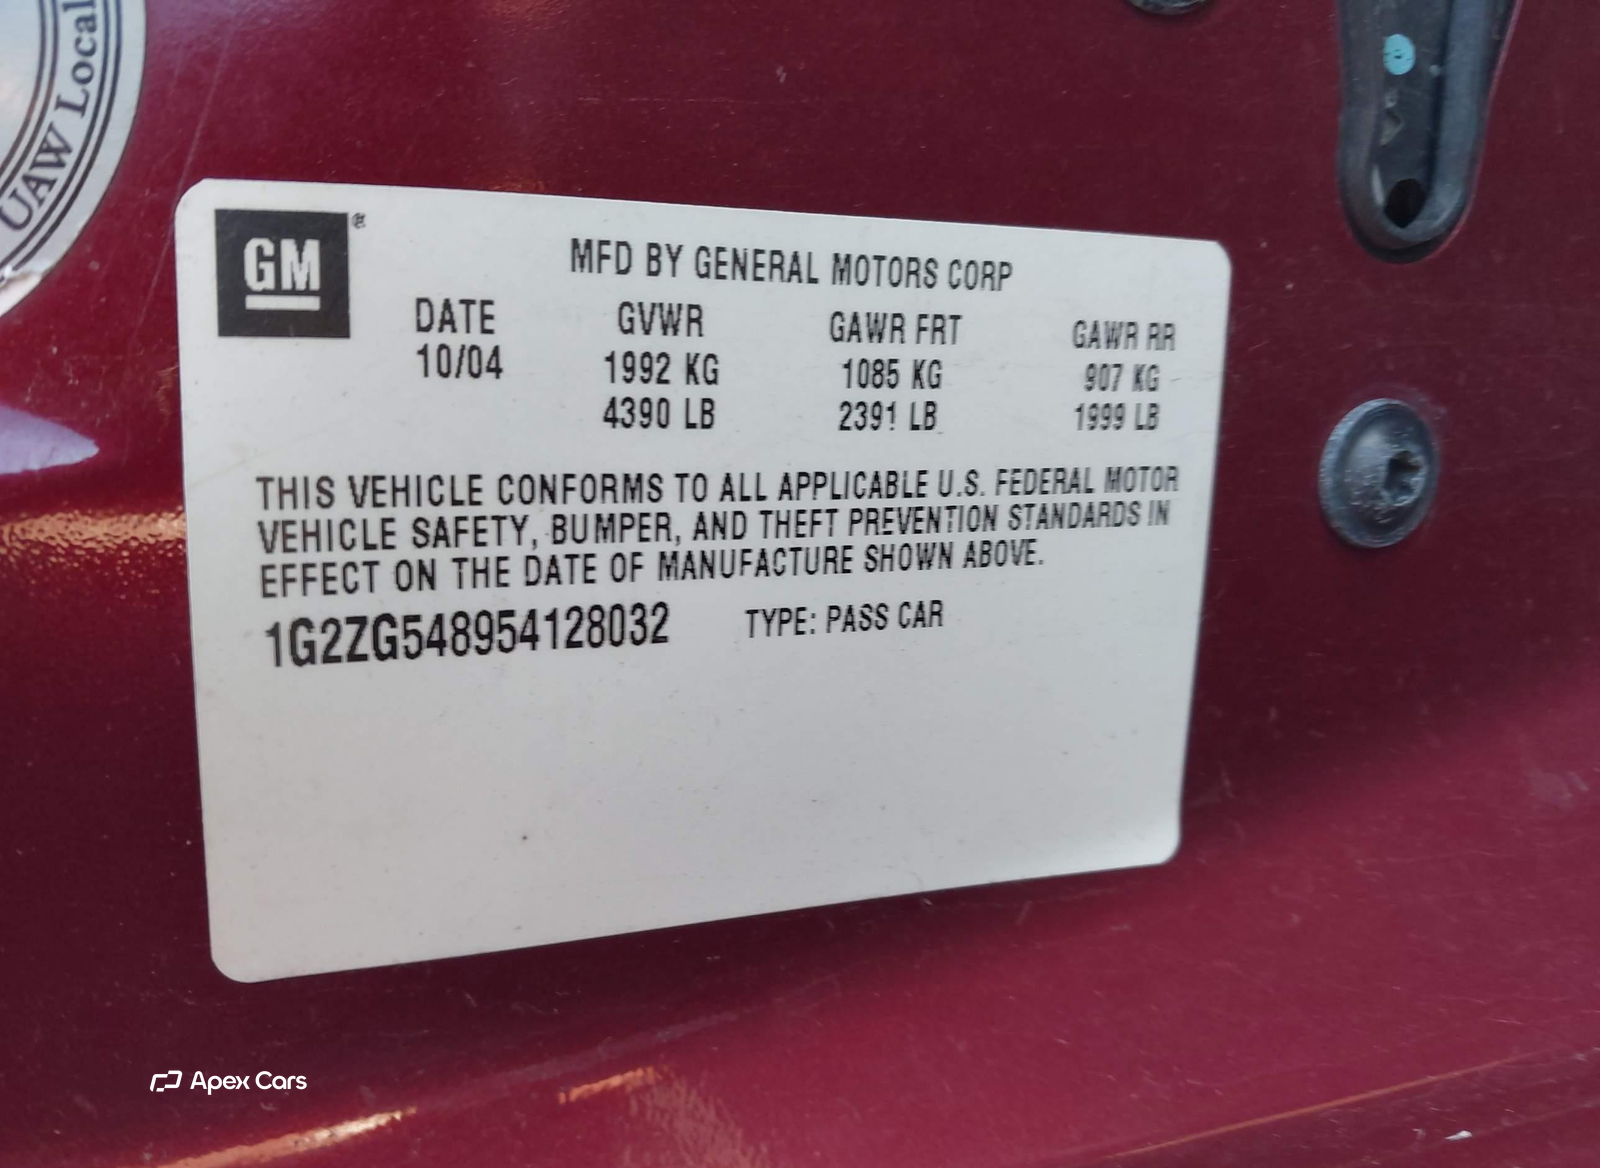 UAW Local
GM®
MFD BY GENERAL MOTORS CORP
DATE GVWR GAWR FRT GAWR RR
10/04 1992 KG 1085 KG 907 KG
4390 LB 2391 LB 1999 LB
THIS VEHICLE CONFORMS TO ALL APPLICABLE U.S. FEDERAL MOTOR
VEHICLE SAFETY, BUMPER, AND THEFT PREVENTION STANDARDS IN
EFFECT ON THE DATE OF MANUFACTURE SHOWN ABOVE.
1G2ZG548954128032 TYPE: PASS CAR
Apex Cars